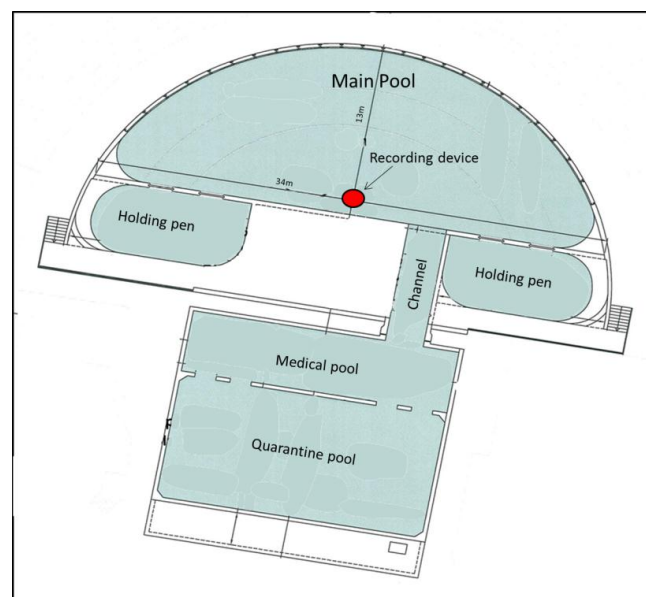 Main Pool
13m
Recording device
34m
Holding pen
Channel
Holding pen
Medical pool
Quarantine pool